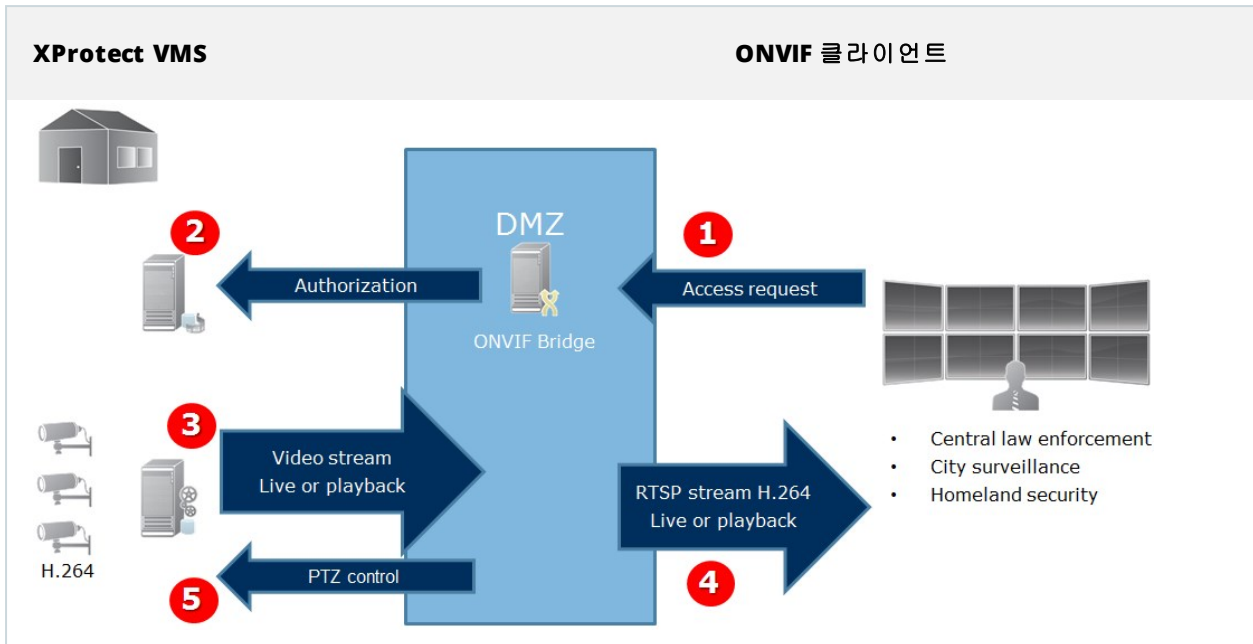 XProtect VMS
ONVIF 클라이언트
DMZ
ONVIF Bridge
1
Access request
2
Authorization
3
Video stream
Live or playback
H.264
4
RTSP stream H.264
Live or playback
5
PTZ control
• Central law enforcement
• City surveillance
• Homeland security